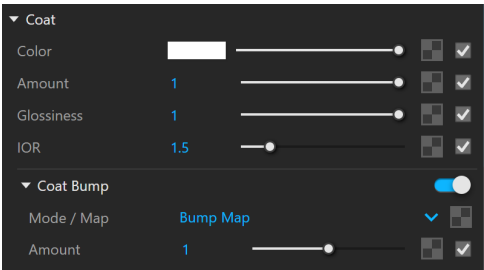 Coat
Color
Amount 1
Glossiness 1
IOR 1.5
Coat Bump
Mode / Map Bump Map
Amount 1